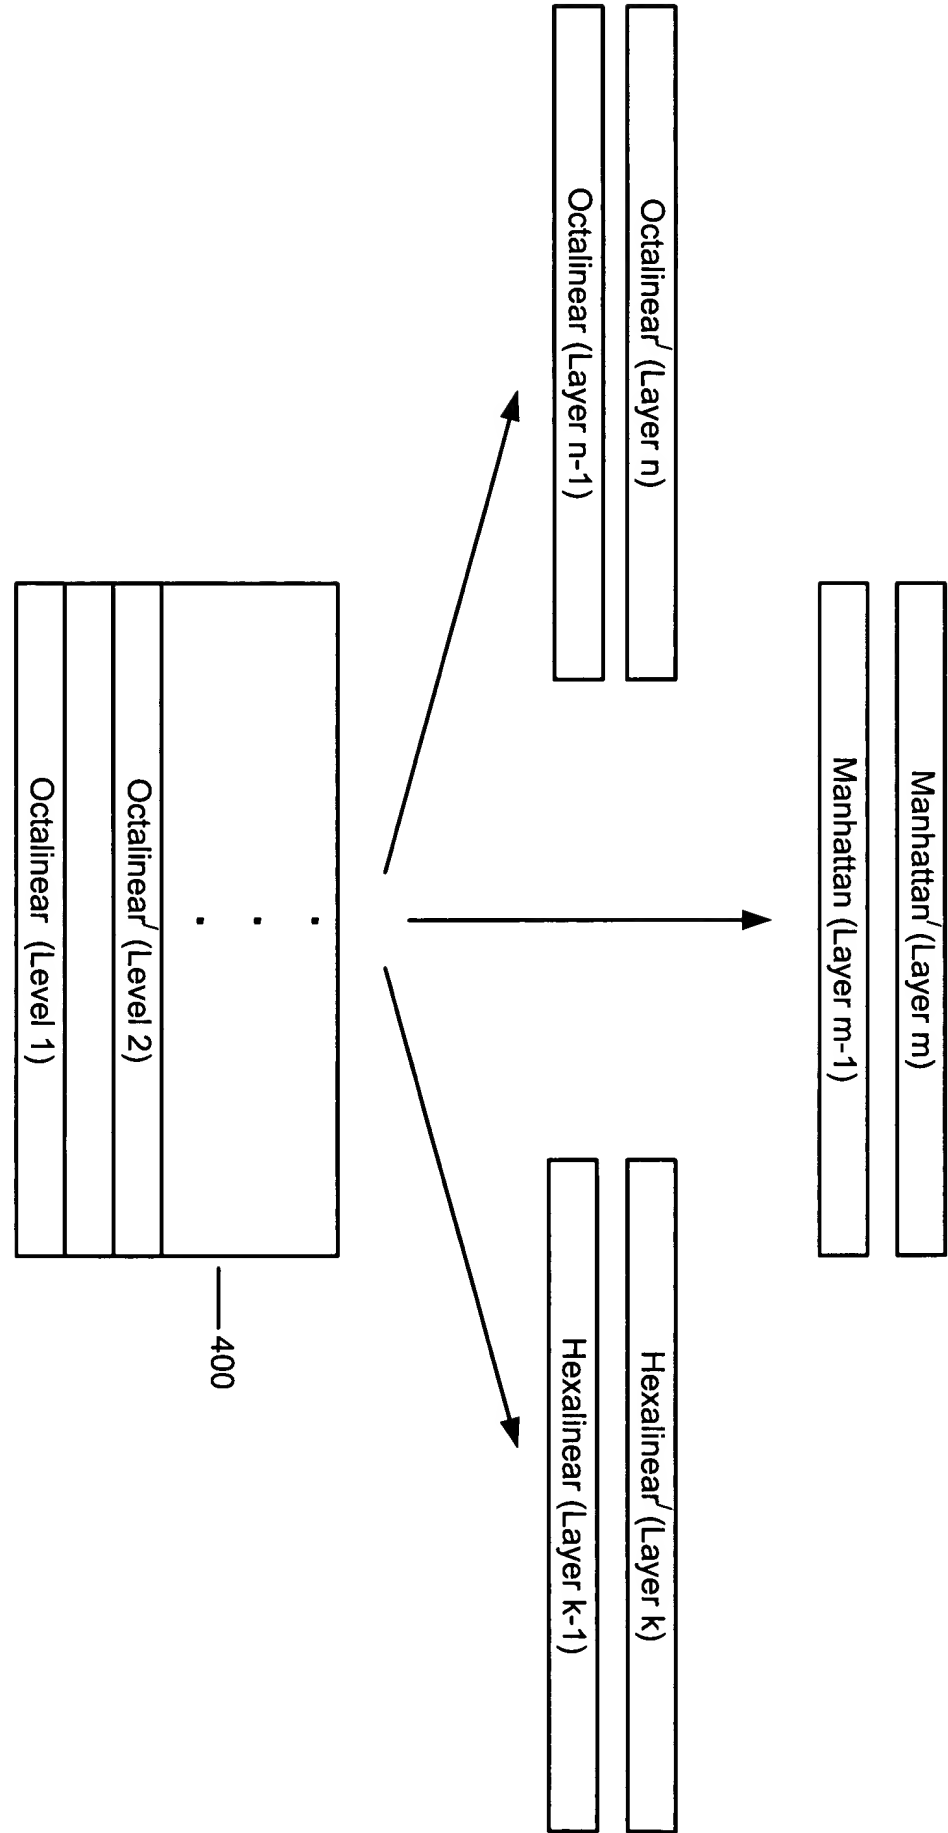 Manhattan′ (Layer m)
Manhattan (Layer m-1)
Octalinear′ (Layer n)
Octalinear (Layer n-1)
Hexalinear′ (Layer k)
Hexalinear (Layer k-1)
400
Octalinear′ (Level 2)
Octalinear (Level 1)